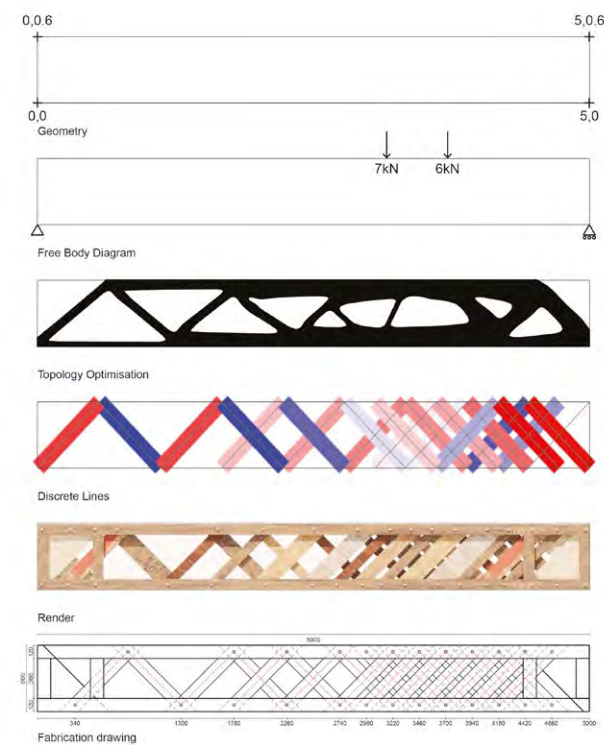 0,0.6 5,0.6
0,0 5,0
Geometry
7kN 6kN
Free Body Diagram
Topology Optimisation
Discrete Lines
Render
5000
120
600 360
120
340 1300 1780 2260 2740 2980 3220 3460 3700 3940 4180 4420 4660 5000
Fabrication drawing